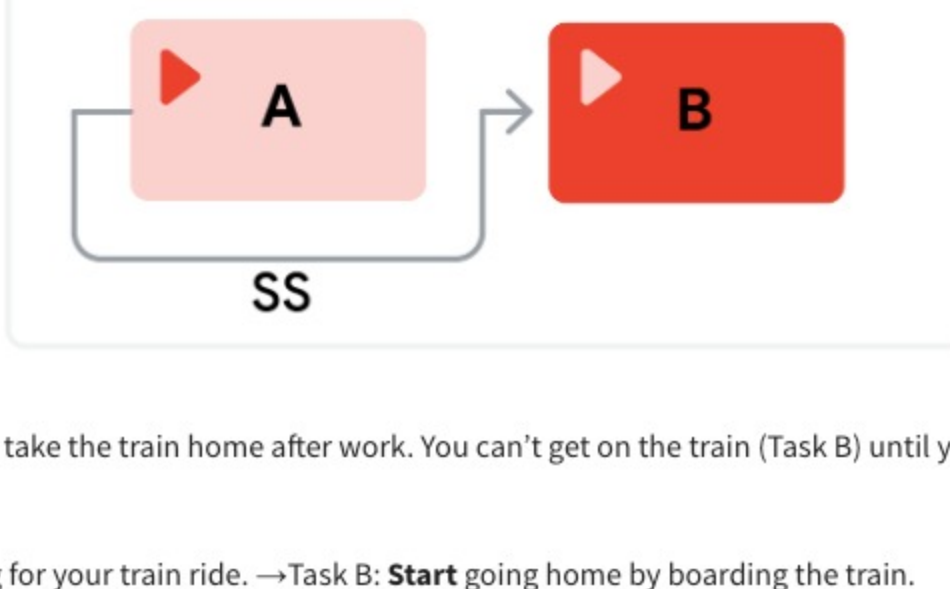 A
B
SS
take the train home after work. You can’t get on the train (Task B) until y
g for your train ride. →Task B: Start going home by boarding the train.